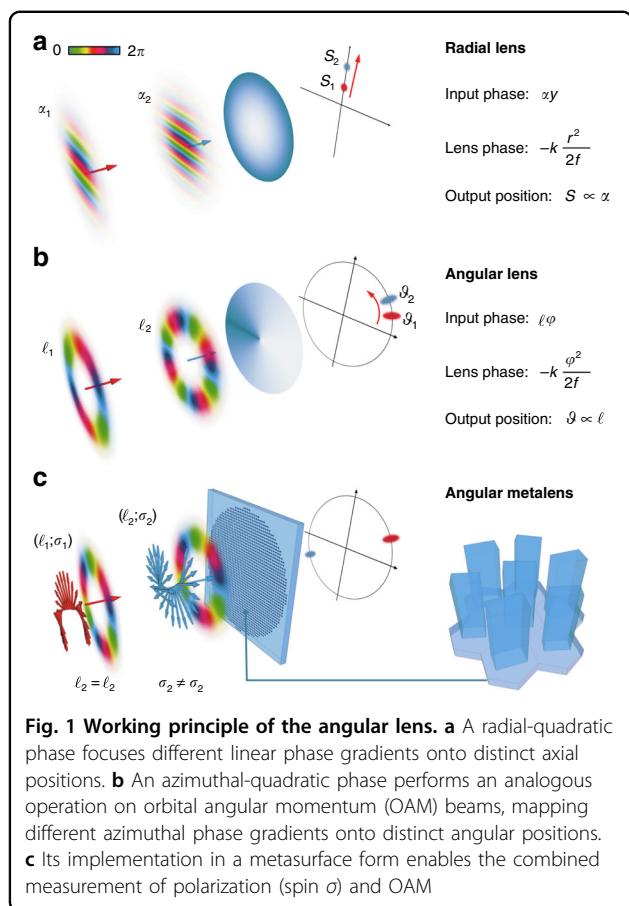 a
0 2π
α₁
α₂
S₂
S₁
Radial lens
Input phase: αy
Lens phase: −k r²/2f
Output position: S ∝ α
b
ℓ₁
ℓ₂
ϑ₂
ϑ₁
Angular lens
Input phase: ℓφ
Lens phase: −k φ²/2f
Output position: ϑ ∝ ℓ
c
(ℓ₁;σ₁)
(ℓ₂;σ₂)
ℓ₂ = ℓ₂
σ₂ ≠ σ₂
Angular metalens
Fig. 1 Working principle of the angular lens. a A radial-quadratic
phase focuses different linear phase gradients onto distinct axial
positions. b An azimuthal-quadratic phase performs an analogous
operation on orbital angular momentum (OAM) beams, mapping
different azimuthal phase gradients onto distinct angular positions.
c Its implementation in a metasurface form enables the combined
measurement of polarization (spin σ) and OAM